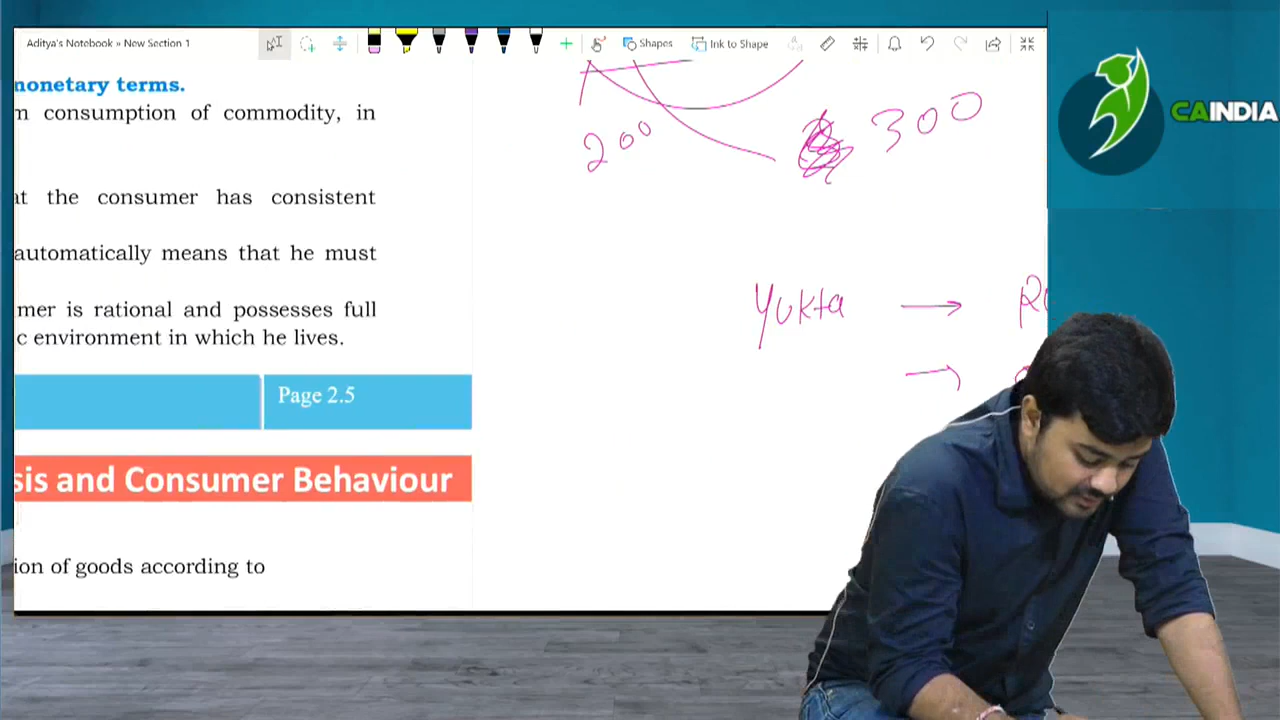 Aditya's Notebook » New Section 1
Shapes
Ink to Shape
CAINDIA
monetary terms.
m consumption of commodity, in
at the consumer has consistent
automatically means that he must
mer is rational and possesses full
c environment in which he lives.
Page 2.5
sis and Consumer Behaviour
ion of goods according to
200
300
Yukta →
→